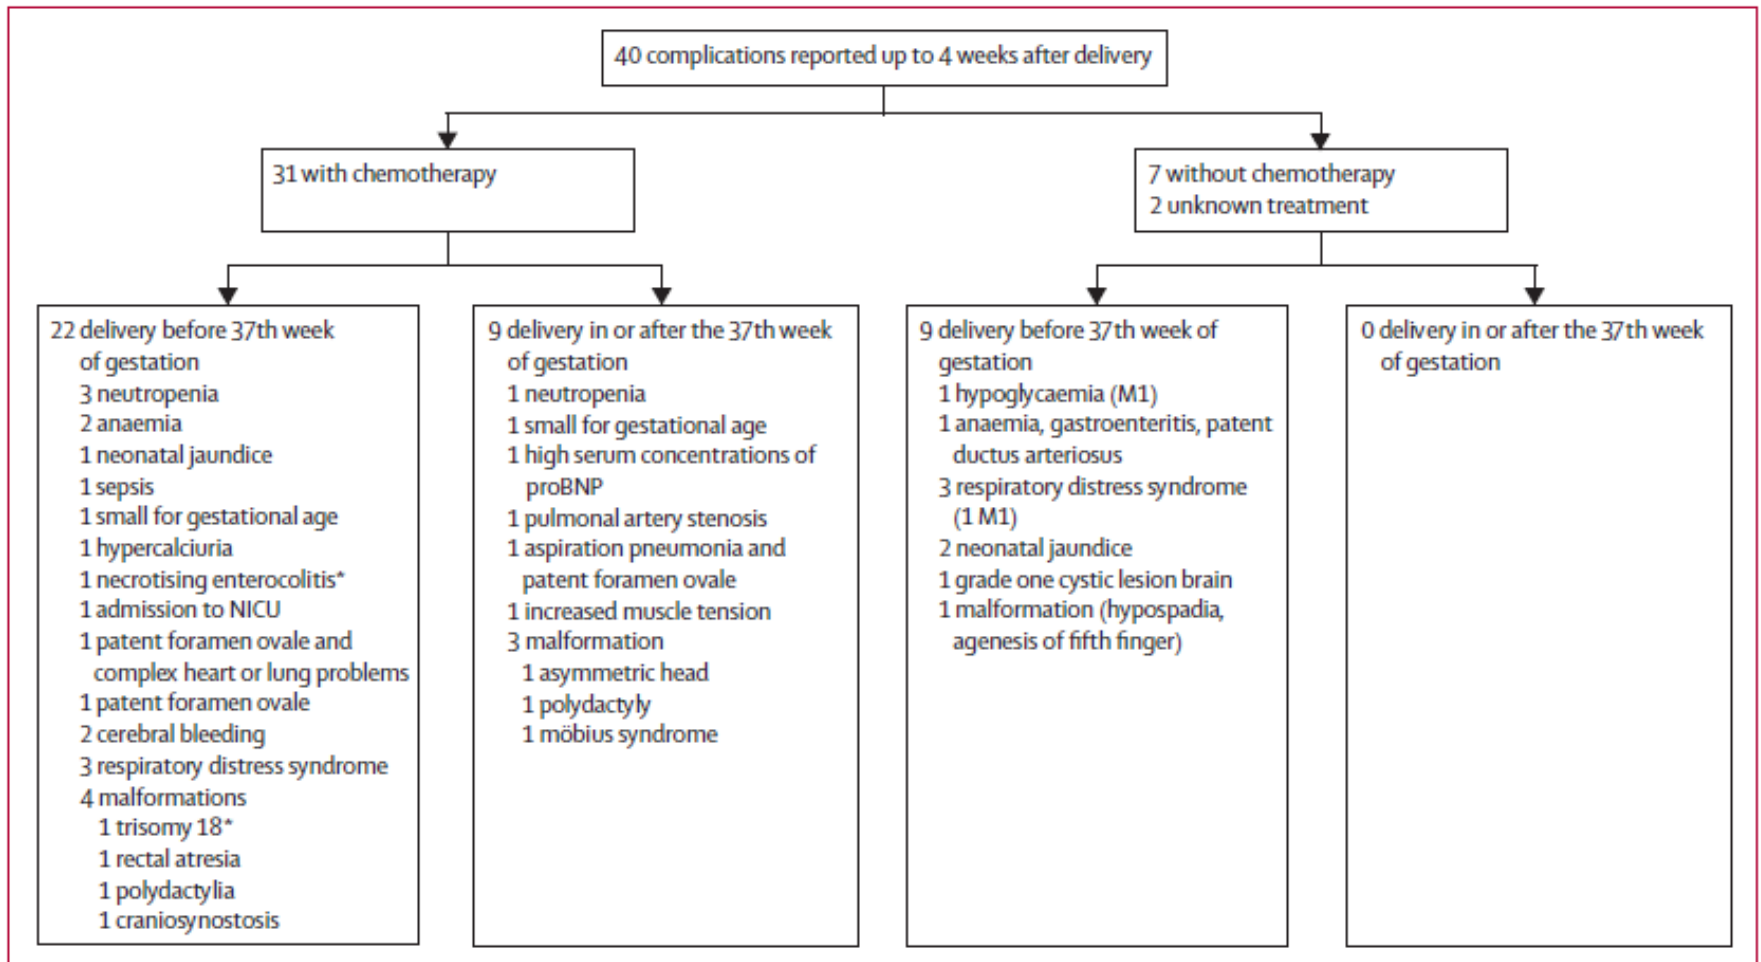 40 complications reported up to 4 weeks after delivery
31 with chemotherapy
7 without chemotherapy
2 unknown treatment
22 delivery before 37th week
of gestation
3 neutropenia
2 anaemia
1 neonatal jaundice
1 sepsis
1 small for gestational age
1 hypercalciuria
1 necrotising enterocolitis*
1 admission to NICU
1 patent foramen ovale and
complex heart or lung problems
1 patent foramen ovale
2 cerebral bleeding
3 respiratory distress syndrome
4 malformations
1 trisomy 18*
1 rectal atresia
1 polydactylia
1 craniosynostosis
9 delivery in or after the 37th week
of gestation
1 neutropenia
1 small for gestational age
1 high serum concentrations of
proBNP
1 pulmonal artery stenosis
1 aspiration pneumonia and
patent foramen ovale
1 increased muscle tension
3 malformation
1 asymmetric head
1 polydactyly
1 möbius syndrome
9 delivery before 37th week of
gestation
1 hypoglycaemia (M1)
1 anaemia, gastroenteritis, patent
ductus arteriosus
3 respiratory distress syndrome
(1 M1)
2 neonatal jaundice
1 grade one cystic lesion brain
1 malformation (hypospadia,
agenesis of fifth finger)
0 delivery in or after the 37th week
of gestation